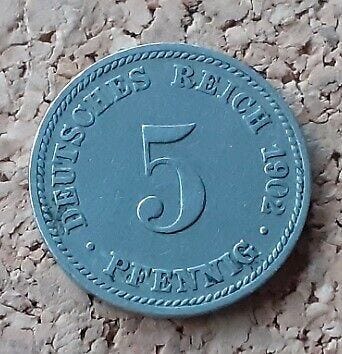 DEUTSCHES REICH 1902
5
· PFENNIG ·